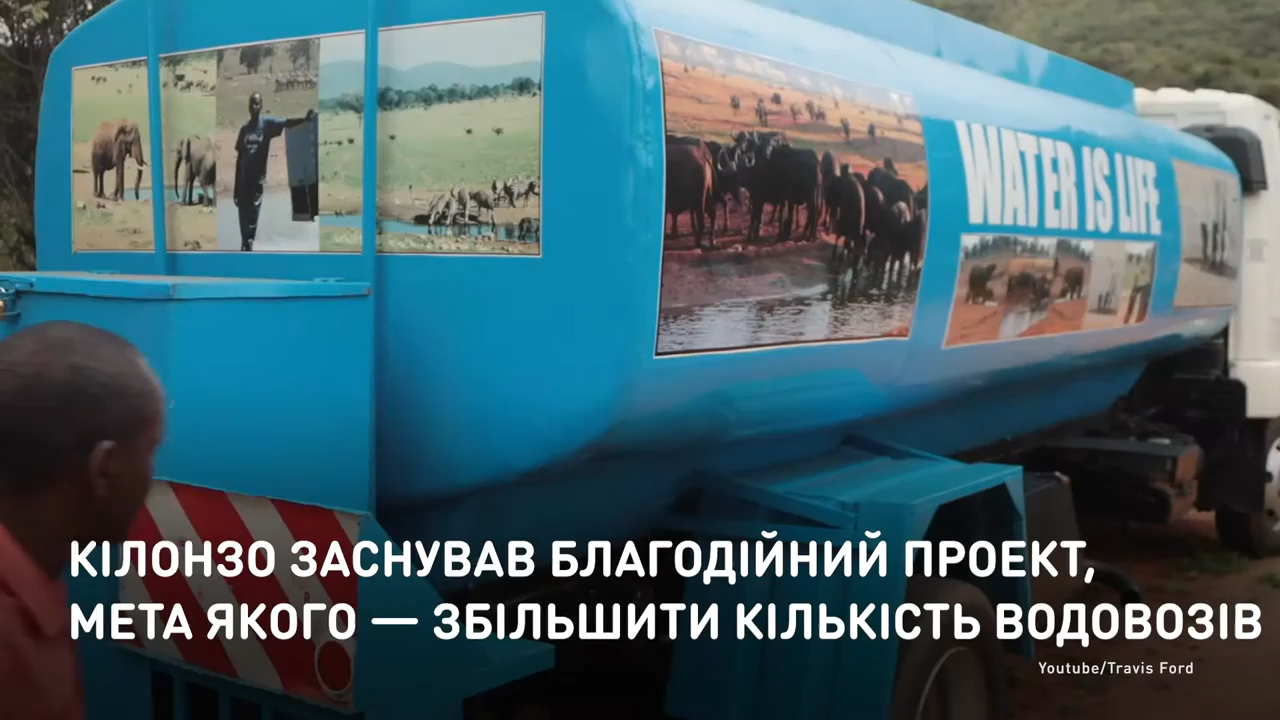 WATER IS LIFE
КІЛОНЗО ЗАСНУВАВ БЛАГОДІЙНИЙ ПРОЕКТ,
МЕТА ЯКОГО — ЗБІЛЬШИТИ КІЛЬКІСТЬ ВОДОВОЗІВ
Youtube/Travis Ford